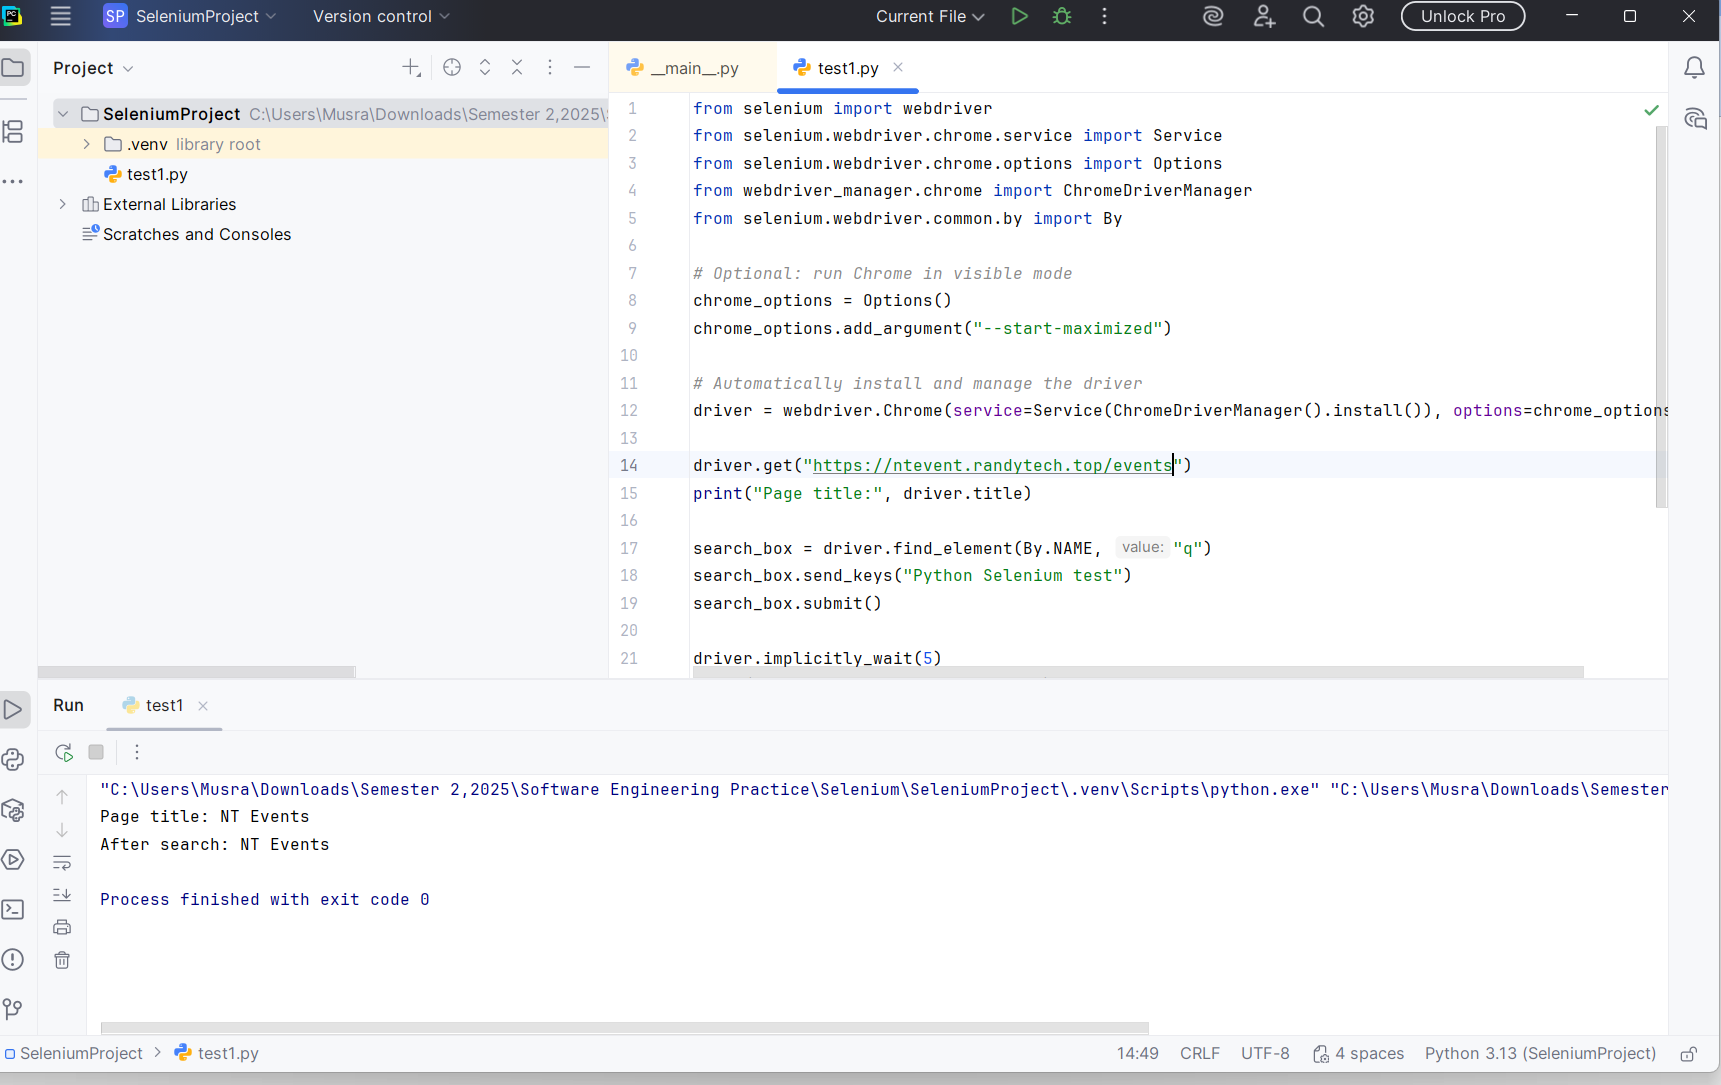 PC
SP SeleniumProject Version control Current File Unlock Pro
Project
SeleniumProject C:\Users\Musra\Downloads\Semester 2,2025\
.venv library root
test1.py
External Libraries
Scratches and Consoles
__main__.py test1.py
1 from selenium import webdriver
2 from selenium.webdriver.chrome.service import Service
3 from selenium.webdriver.chrome.options import Options
4 from webdriver_manager.chrome import ChromeDriverManager
5 from selenium.webdriver.common.by import By
6
7 # Optional: run Chrome in visible mode
8 chrome_options = Options()
9 chrome_options.add_argument("--start-maximized")
10
11 # Automatically install and manage the driver
12 driver = webdriver.Chrome(service=Service(ChromeDriverManager().install()), options=chrome_options
13
14 driver.get("https://ntevent.randytech.top/events")
15 print("Page title:", driver.title)
16
17 search_box = driver.find_element(By.NAME, value: "q")
18 search_box.send_keys("Python Selenium test")
19 search_box.submit()
20
21 driver.implicitly_wait(5)
Run test1
"C:\Users\Musra\Downloads\Semester 2,2025\Software Engineering Practice\Selenium\SeleniumProject\.venv\Scripts\python.exe" "C:\Users\Musra\Downloads\Semester
Page title: NT Events
After search: NT Events
Process finished with exit code 0
SeleniumProject > test1.py 14:49 CRLF UTF-8 4 spaces Python 3.13 (SeleniumProject)